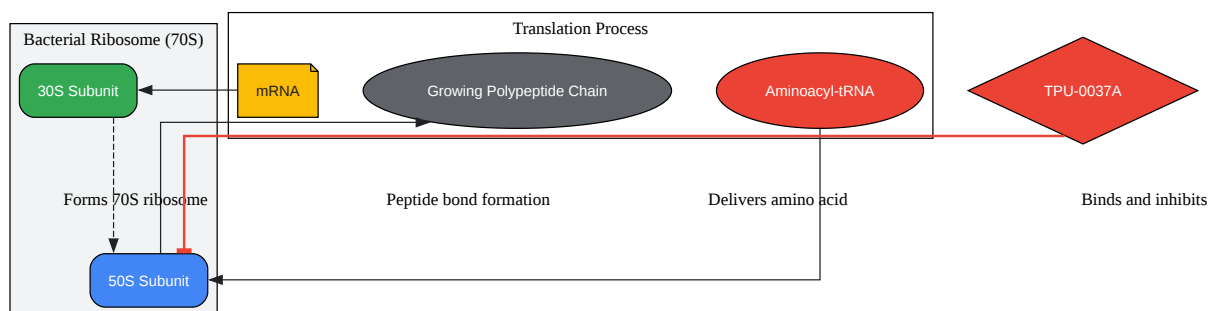 Translation Process
Bacterial Ribosome (70S)
30S Subunit
mRNA
Growing Polypeptide Chain
Aminoacyl-tRNA
TPU-0037A
Forms 70S ribosome
Peptide bond formation
Delivers amino acid
Binds and inhibits
50S Subunit